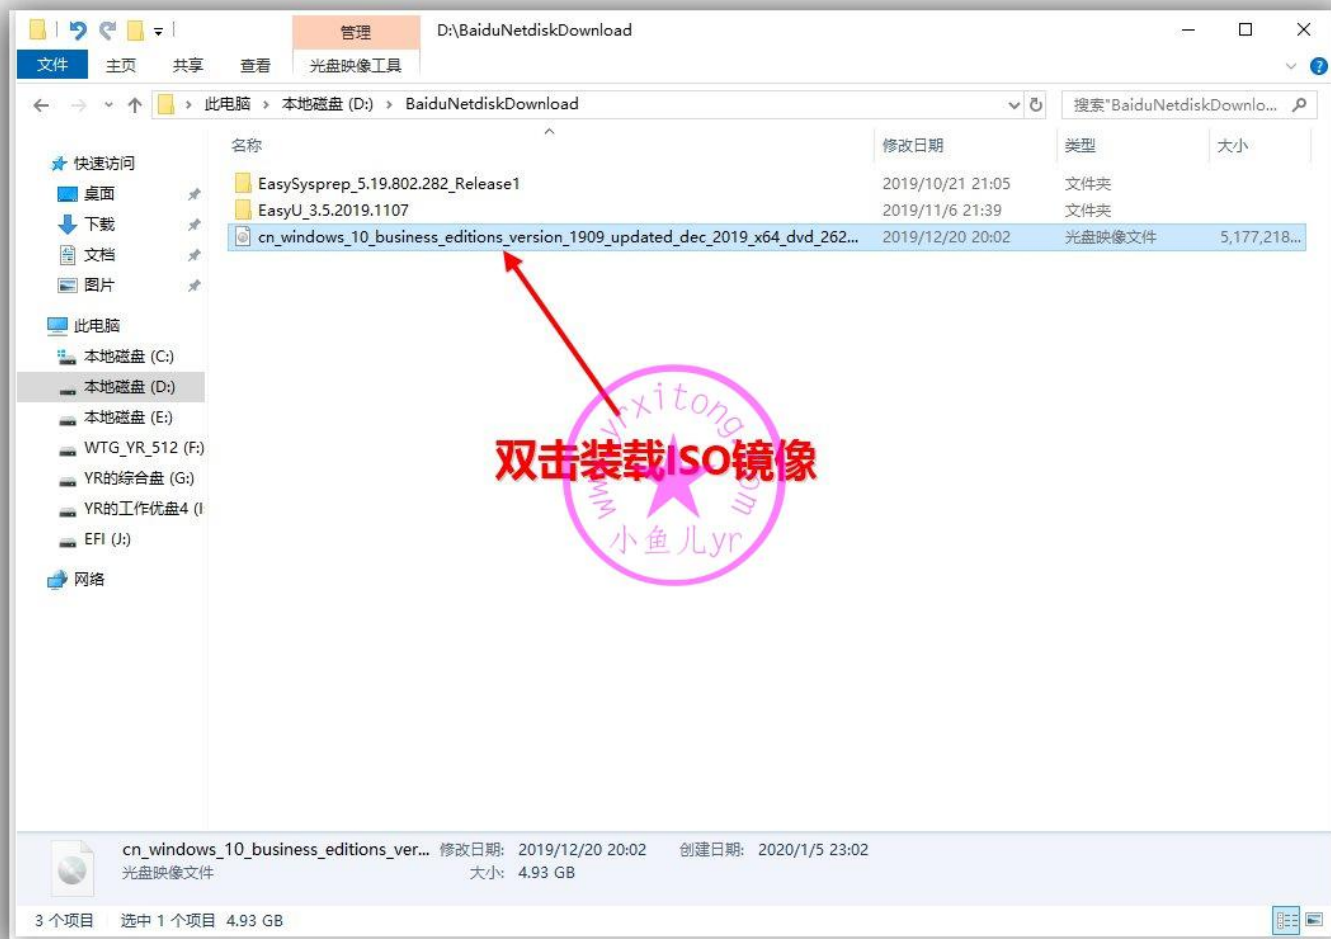 管理
D:\BaiduNetdiskDownload
文件 主页 共享 查看 光盘映像工具
此电脑 › 本地磁盘 (D:) › BaiduNetdiskDownload
搜索"BaiduNetdiskDownlo...
名称 修改日期 类型 大小
快速访问
桌面
下载
文档
图片
此电脑
本地磁盘 (C:)
本地磁盘 (D:)
本地磁盘 (E:)
WTG_YR_512 (F:)
YR的综合盘 (G:)
YR的工作优盘4 (I
EFI (J:)
网络
EasySysprep_5.19.802.282_Release1 2019/10/21 21:05 文件夹
EasyU_3.5.2019.1107 2019/11/6 21:39 文件夹
cn_windows_10_business_editions_version_1909_updated_dec_2019_x64_dvd_262... 2019/12/20 20:02 光盘映像文件 5,177,218...
双击装载ISO镜像
www.yrxitong.com
小鱼儿yr
cn_windows_10_business_editions_ver... 修改日期: 2019/12/20 20:02 创建日期: 2020/1/5 23:02
光盘映像文件 大小: 4.93 GB
3 个项目 选中 1 个项目 4.93 GB